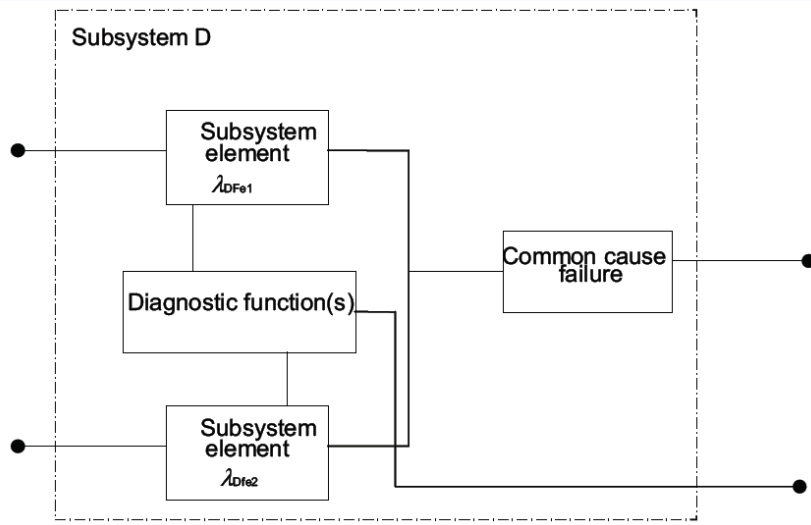 Subsystem D
Subsystem
element
λDFe1
Common cause
failure
Diagnostic function(s)
Subsystem
element
λDfe2